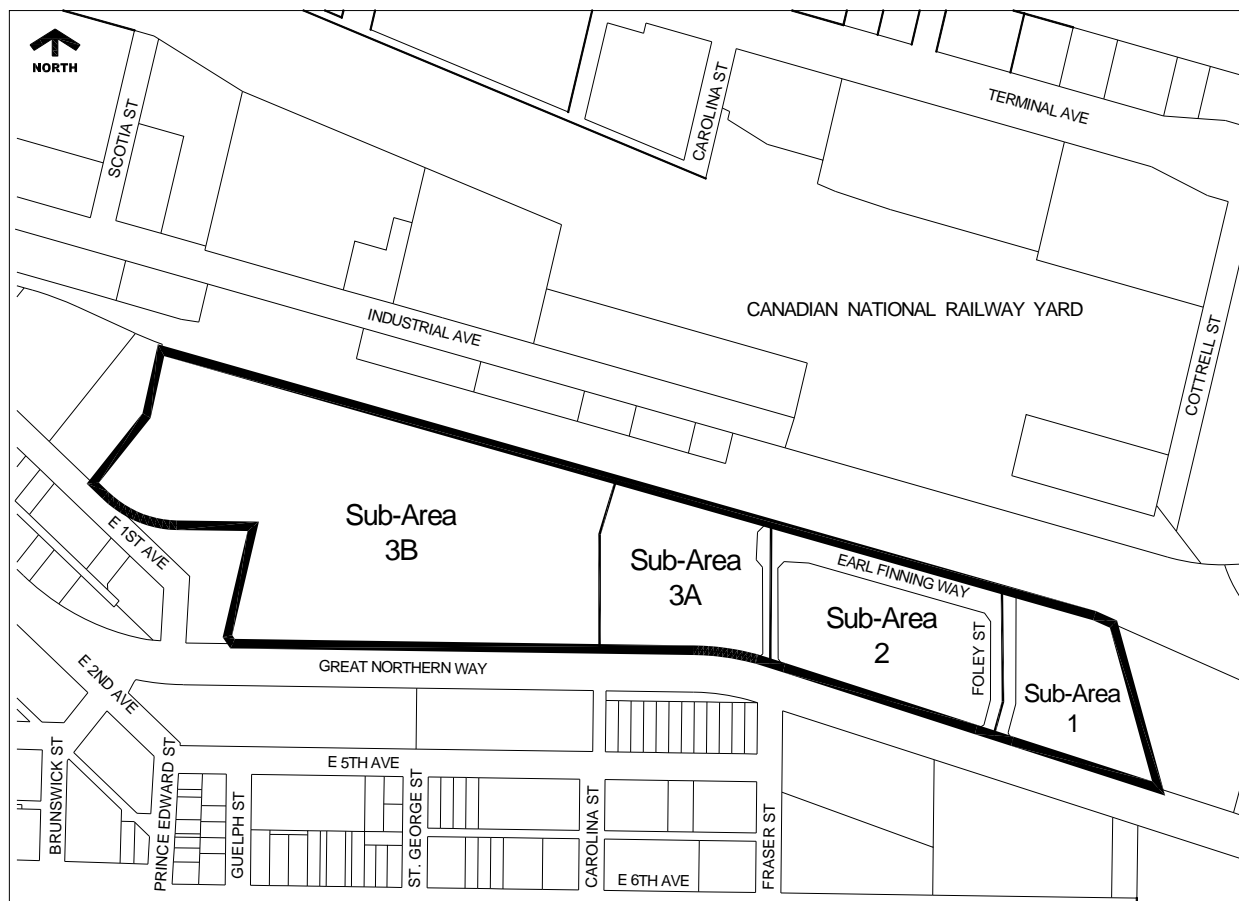 NORTH
SCOTIA ST
CAROLINA ST
TERMINAL AVE
CANADIAN NATIONAL RAILWAY YARD
INDUSTRIAL AVE
COTTRELL ST
Sub-Area
3B
E 1ST AVE
Sub-Area
3A
EARL FINNING WAY
Sub-Area
2
FOLEY ST
Sub-Area
1
GREAT NORTHERN WAY
E 2ND AVE
E 5TH AVE
BRUNSWICK ST
PRINCE EDWARD ST
GUELPH ST
ST. GEORGE ST
CAROLINA ST
E 6TH AVE
FRASER ST